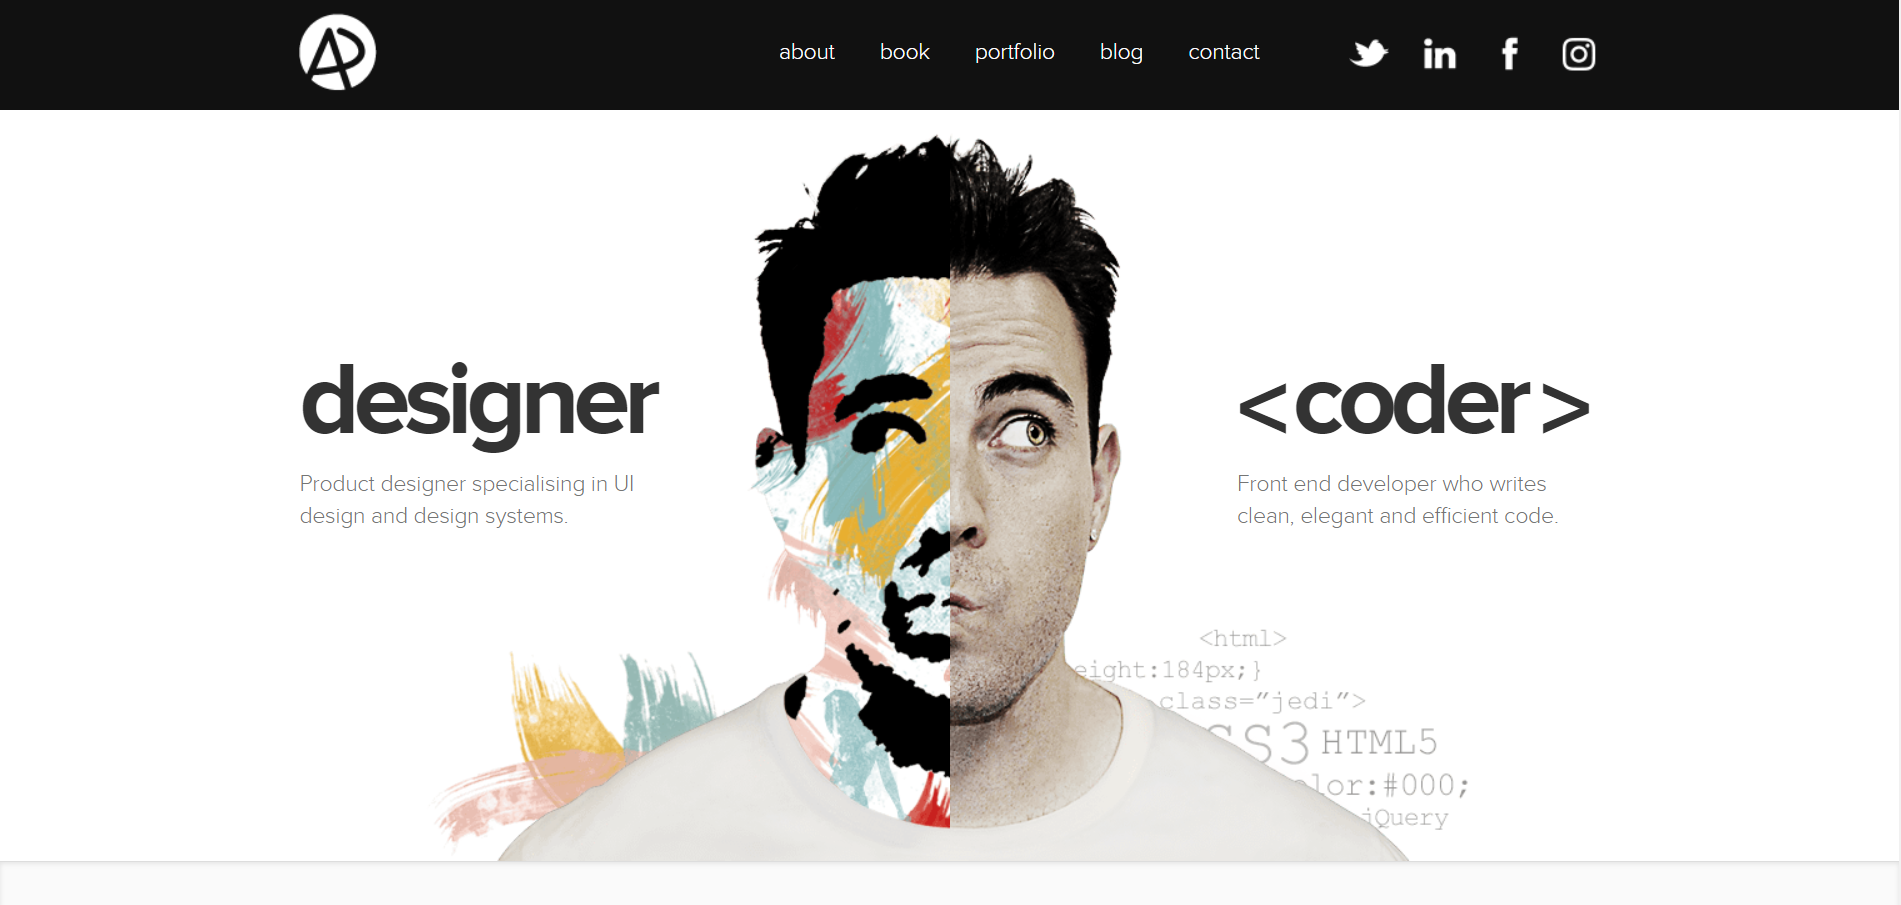 AD
about
book
portfolio
blog
contact
in
f
designer
Product designer specialising in UI
design and design systems.
<coder>
Front end developer who writes
clean, elegant and efficient code.
<html>
eight:184px;}
class="jedi">
SS3 HTML5
lor:#000;
jQuery